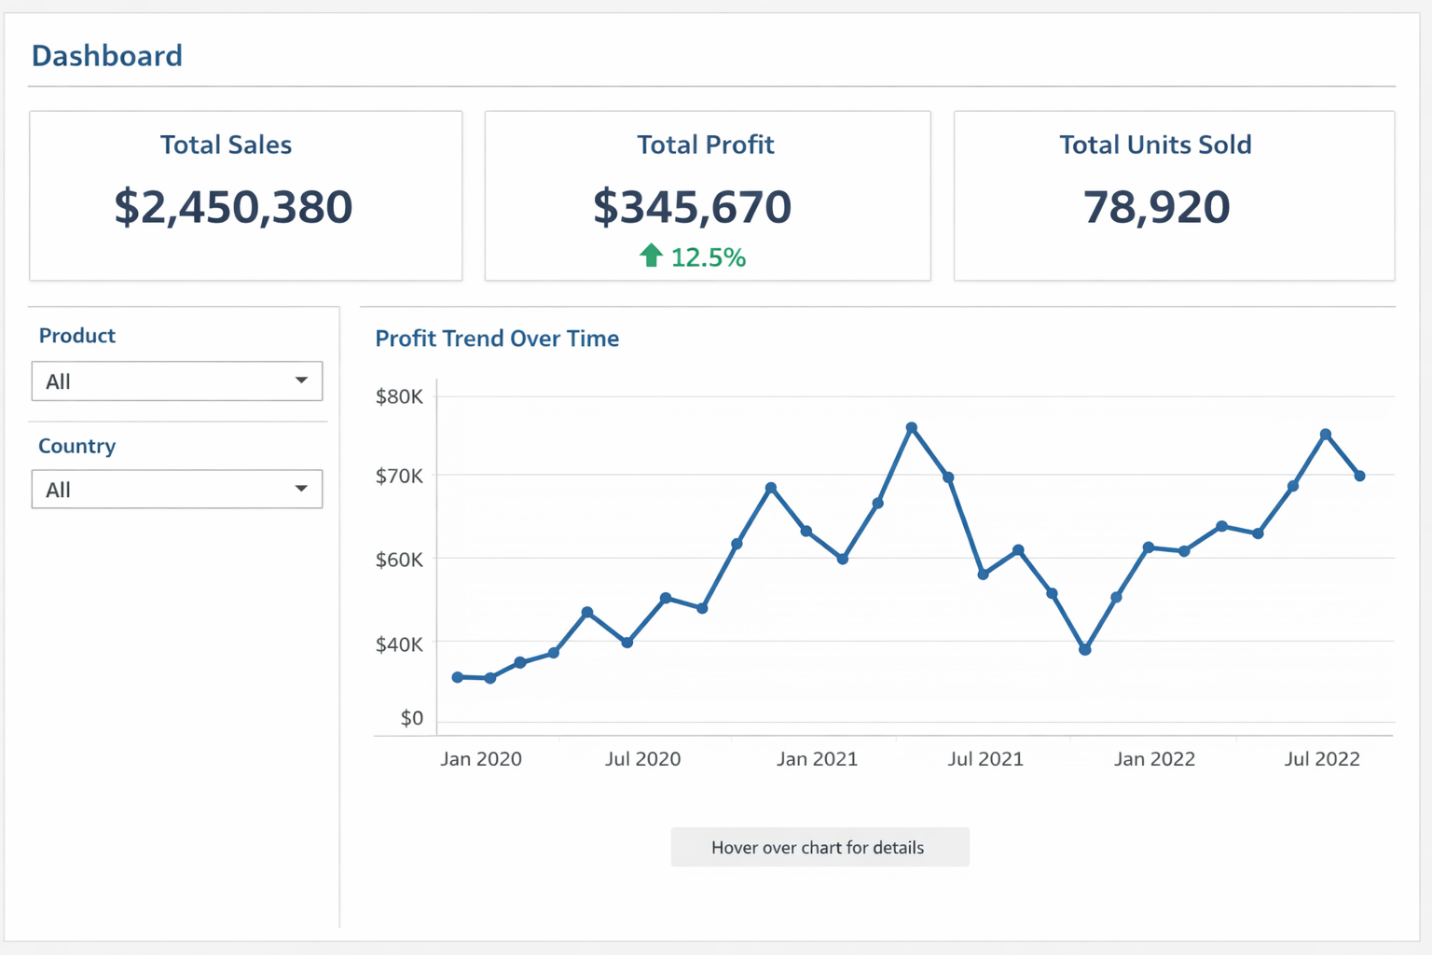 Dashboard
Total Sales
$2,450,380
Total Profit
$345,670
12.5%
Total Units Sold
78,920
Product
All
Country
All
Profit Trend Over Time
$80K
$70K
$60K
$40K
$0
Jan 2020 Jul 2020 Jan 2021 Jul 2021 Jan 2022 Jul 2022
Hover over chart for details